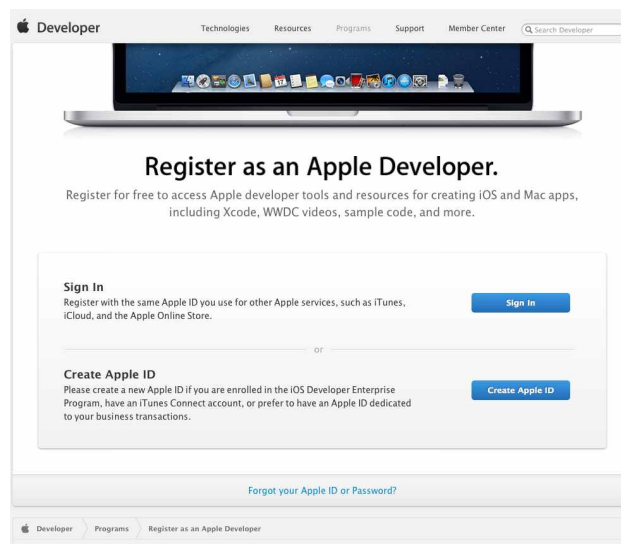 Developer
Technologies Resources Programs Support Member Center Search Developer
Register as an Apple Developer.
Register for free to access Apple developer tools and resources for creating iOS and Mac apps,
including Xcode, WWDC videos, sample code, and more.
Sign In
Register with the same Apple ID you use for other Apple services, such as iTunes,
iCloud, and the Apple Online Store.
Sign In
or
Create Apple ID
Please create a new Apple ID if you are enrolled in the iOS Developer Enterprise
Program, have an iTunes Connect account, or prefer to have an Apple ID dedicated
to your business transactions.
Create Apple ID
Forgot your Apple ID or Password?
Developer Programs Register as an Apple Developer